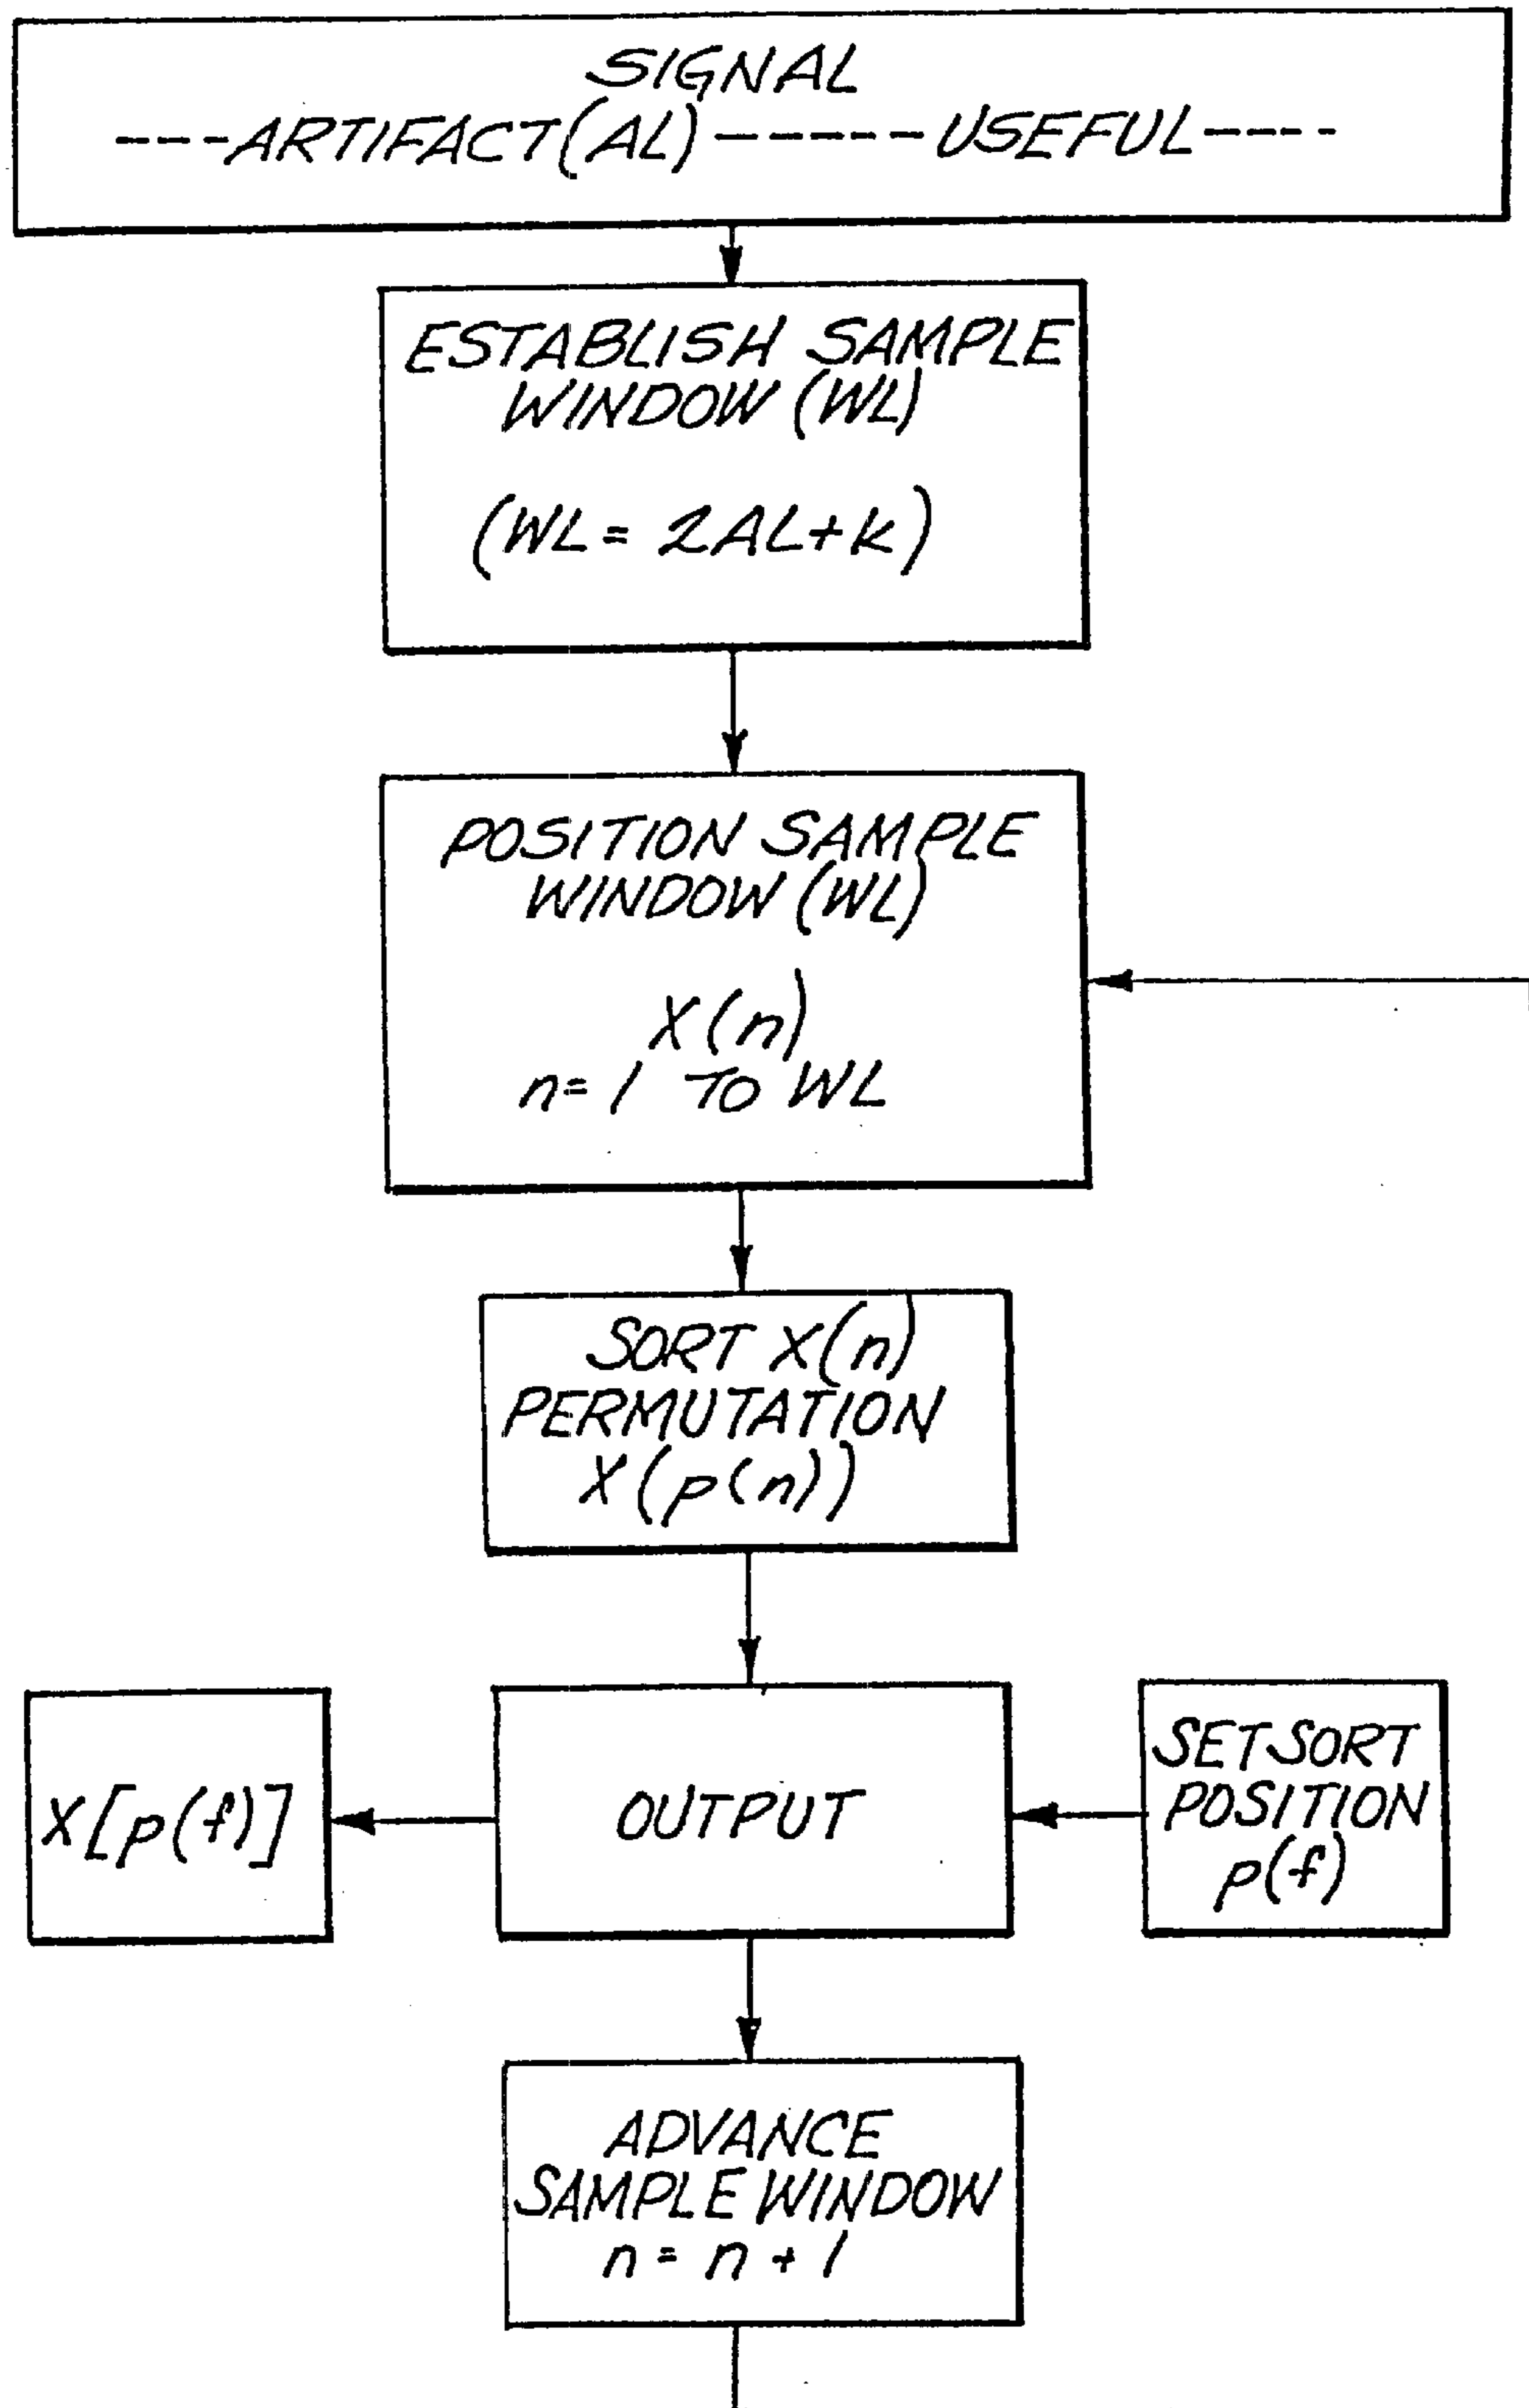 SIGNAL
----ARTIFACT(AL)------USEFUL----
ESTABLISH SAMPLE
WINDOW (WL)
(WL = 2AL+k)
POSITION SAMPLE
WINDOW (WL)
X(n)
n=1 TO WL
SORT X(n)
PERMUTATION
X(p(n))
X[p(f)]
OUTPUT
SET SORT
POSITION
p(f)
ADVANCE
SAMPLE WINDOW
n = n + 1